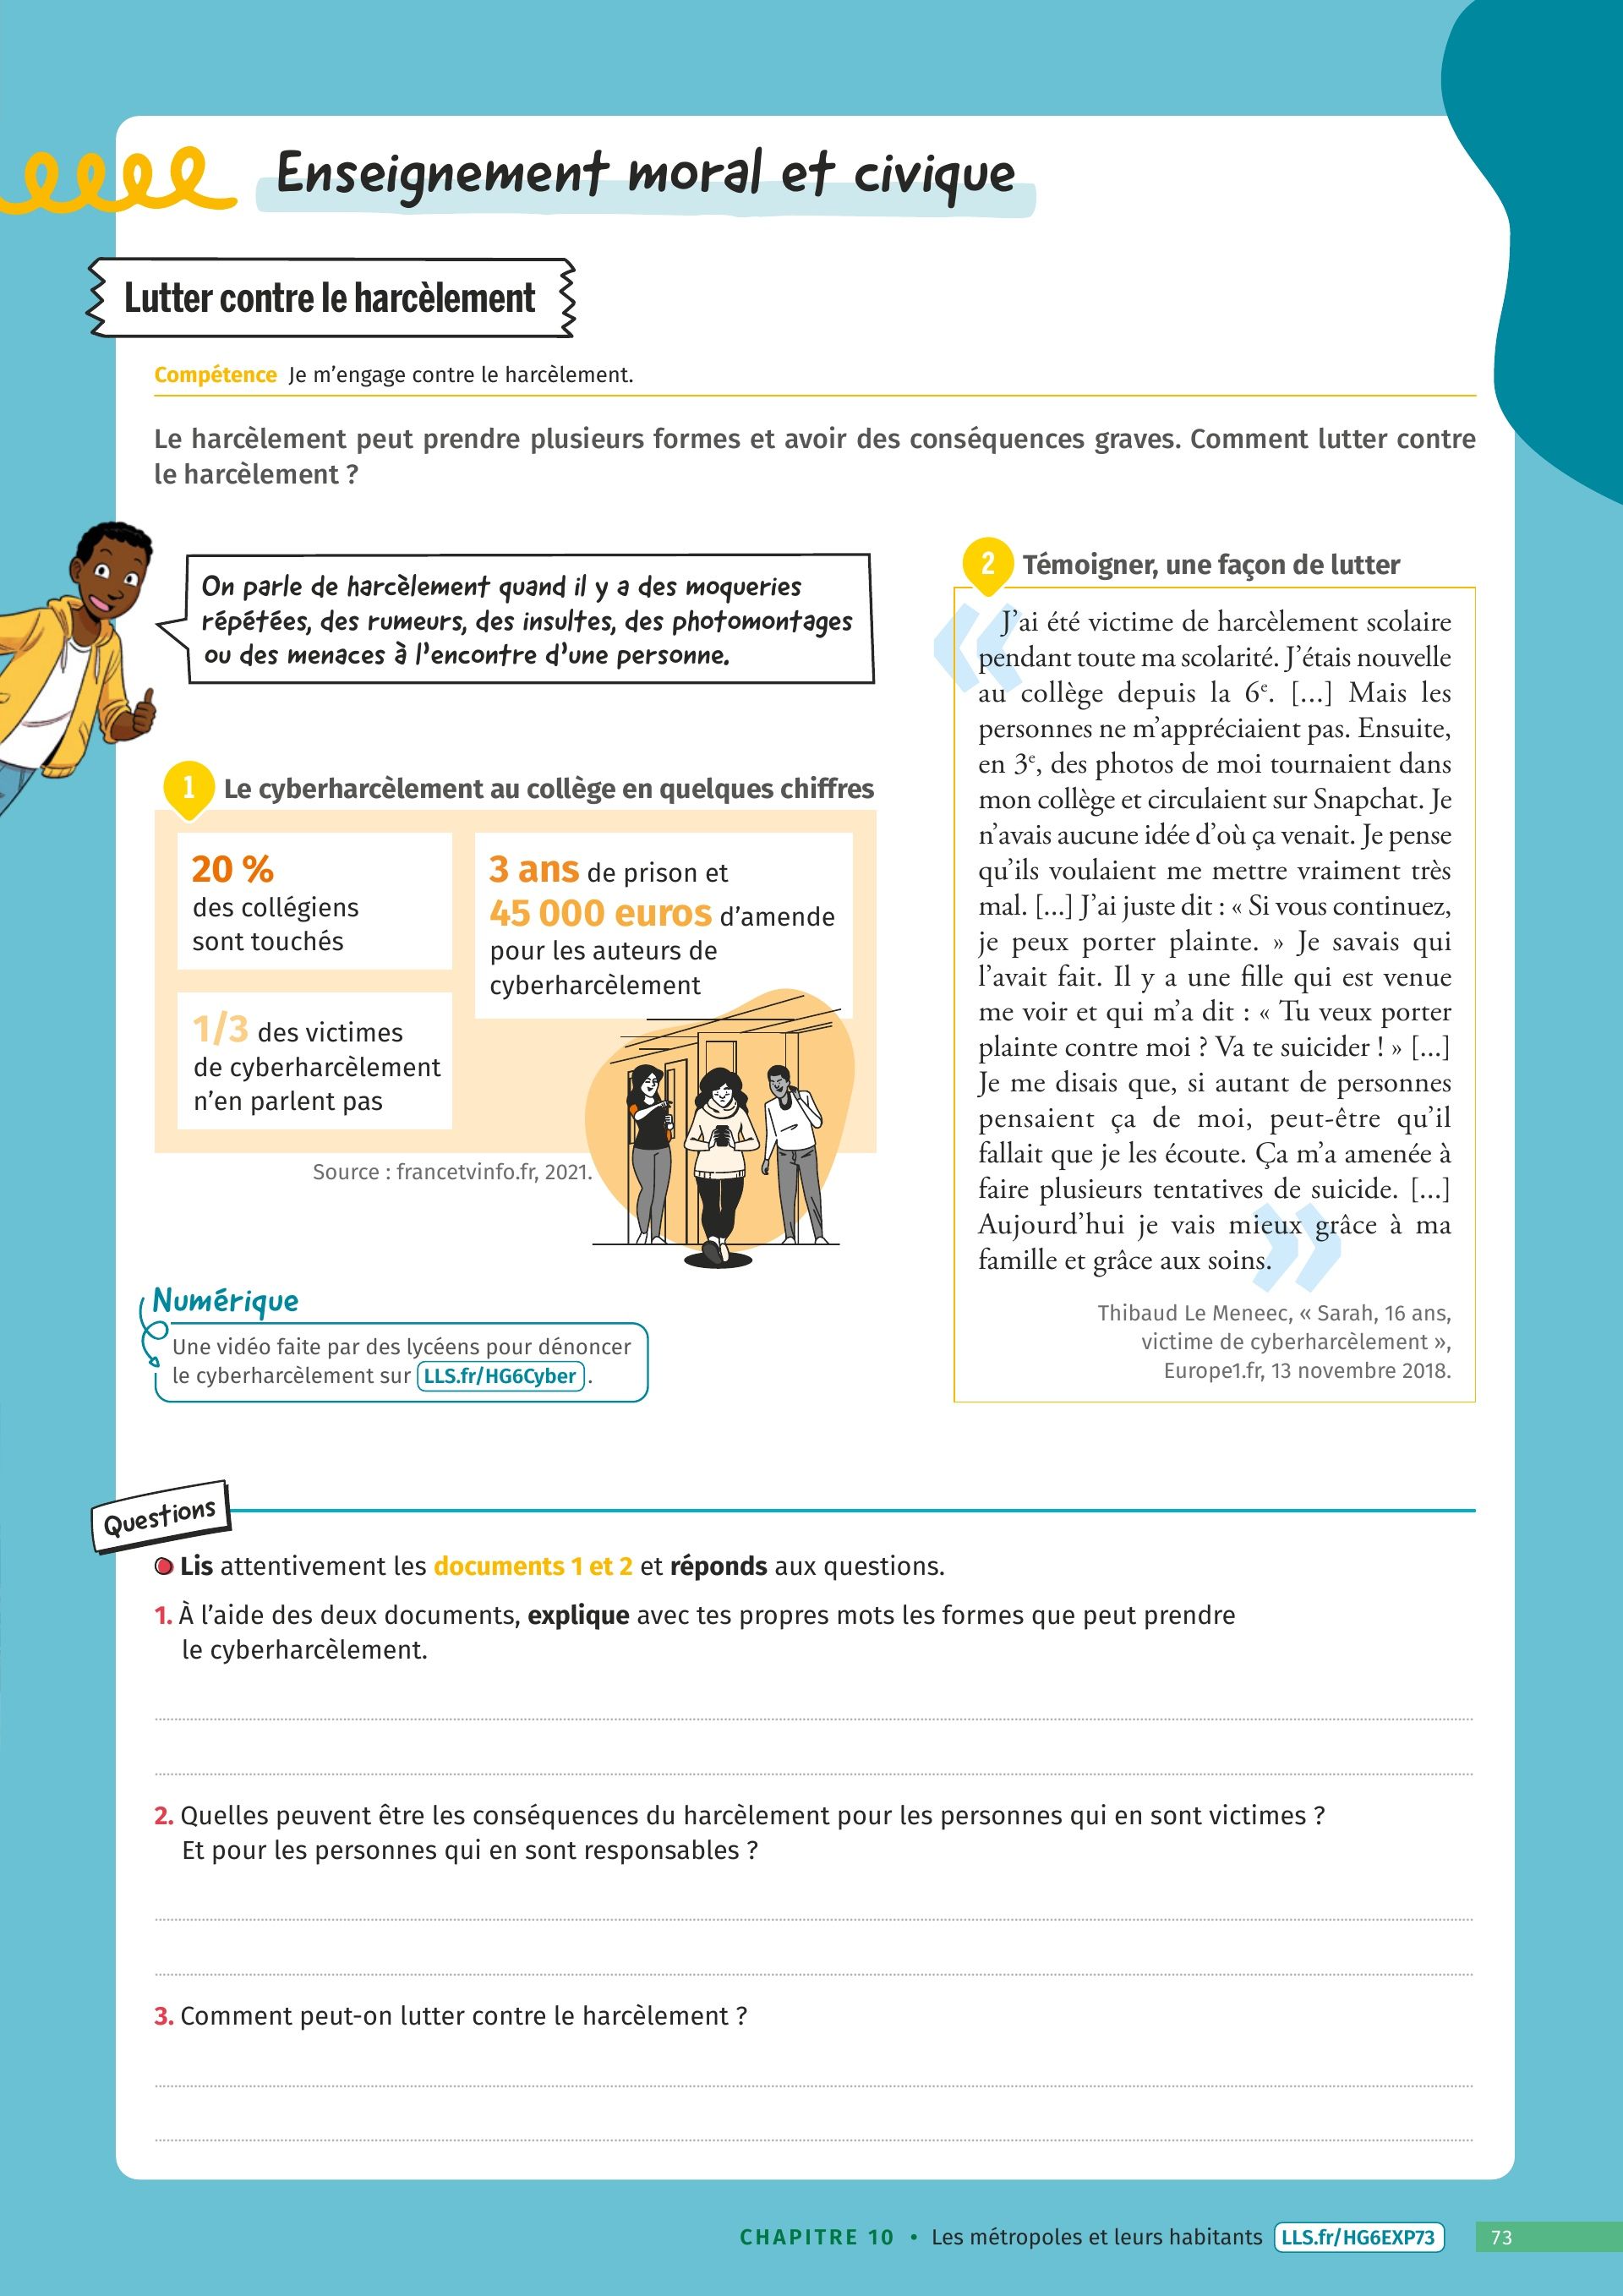 Enseignement moral et civique
Lutter contre le harcèlement
Compétence Je m'engage contre le harcèlement.
Le harcèlement peut prendre plusieurs formes et avoir des conséquences graves. Comment lutter contre
le harcèlement ?
On parle de harcèlement quand il y a des moqueries
répétées, des rumeurs, des insultes, des photomontages
ou des menaces à l'encontre d'une personne.
1 Le cyberharcèlement au collège en quelques chiffres
20 %
des collégiens
sont touchés
1/3 des victimes
de cyberharcèlement
n'en parlent pas
3 ans de prison et
45 000 euros d'amende
pour les auteurs de
cyberharcèlement
Source : francetvinfo.fr, 2021.
Numérique
Une vidéo faite par des lycéens pour dénoncer
le cyberharcèlement sur LLS.fr/HG6Cyber .
2 Témoigner, une façon de lutter
«
J'ai été victime de harcèlement scolaire
pendant toute ma scolarité. J'étais nouvelle
au collège depuis la 6e. [...] Mais les
personnes ne m'appréciaient pas. Ensuite,
en 3e, des photos de moi tournaient dans
mon collège et circulaient sur Snapchat. Je
n'avais aucune idée d'où ça venait. Je pense
qu'ils voulaient me mettre vraiment très
mal. [...] J'ai juste dit : « Si vous continuez,
je peux porter plainte. » Je savais qui
l'avait fait. Il y a une fille qui est venue
me voir et qui m'a dit : « Tu veux porter
plainte contre moi ? Va te suicider ! » [...]
Je me disais que, si autant de personnes
pensaient ça de moi, peut-être qu'il
fallait que je les écoute. Ça m'a amenée à
faire plusieurs tentatives de suicide. [...]
Aujourd'hui je vais mieux grâce à ma
famille et grâce aux soins.
»
Thibaud Le Meneec, « Sarah, 16 ans,
victime de cyberharcèlement »,
Europe1.fr, 13 novembre 2018.
Questions
Lis attentivement les documents 1 et 2 et réponds aux questions.
1. À l'aide des deux documents, explique avec tes propres mots les formes que peut prendre
le cyberharcèlement.
2. Quelles peuvent être les conséquences du harcèlement pour les personnes qui en sont victimes ?
Et pour les personnes qui en sont responsables ?
3. Comment peut-on lutter contre le harcèlement ?
CHAPITRE 10 • Les métropoles et leurs habitants LLS.fr/HG6EXP73 73